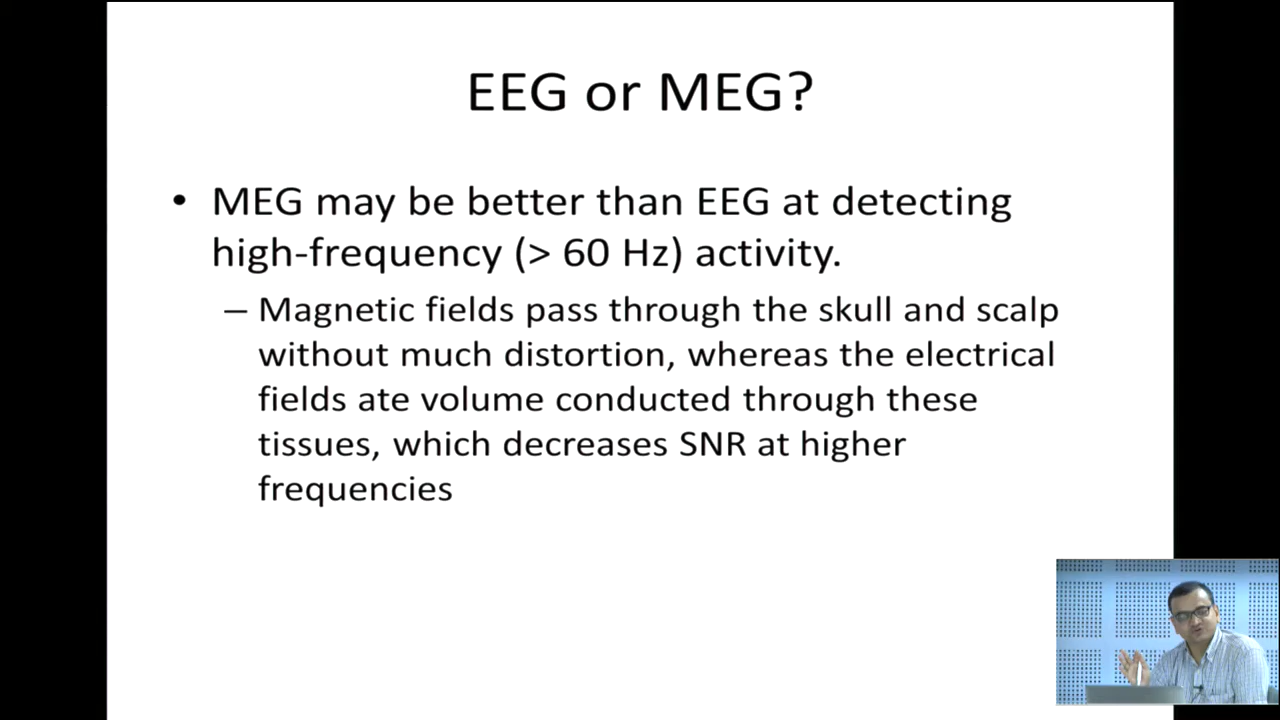 EEG or MEG?
• MEG may be better than EEG at detecting
high-frequency (> 60 Hz) activity.
– Magnetic fields pass through the skull and scalp
without much distortion, whereas the electrical
fields ate volume conducted through these
tissues, which decreases SNR at higher
frequencies